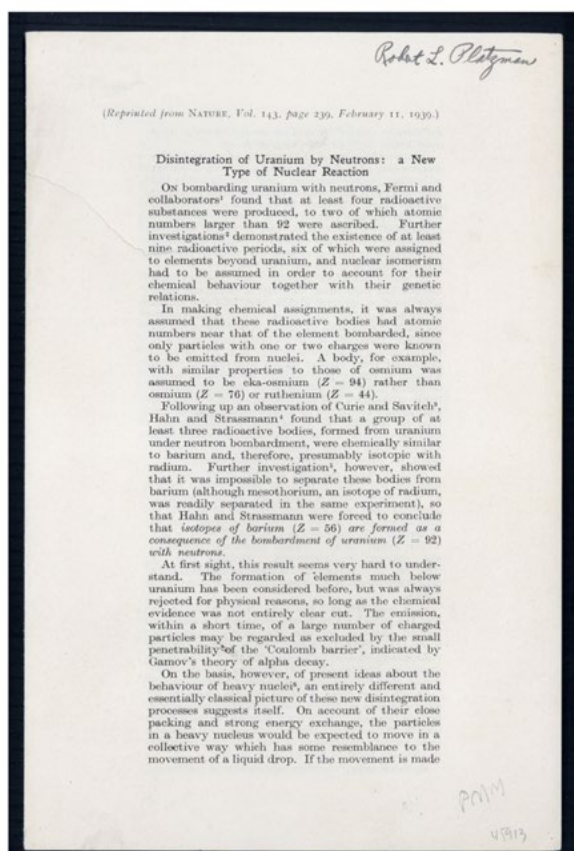 Robert L. Platzman
(Reprinted from NATURE, Vol. 143, page 239, February 11, 1939.)
Disintegration of Uranium by Neutrons: a New
Type of Nuclear Reaction
ON bombarding uranium with neutrons, Fermi and
collaborators¹ found that at least four radioactive
substances were produced, to two of which atomic
numbers larger than 92 were ascribed. Further
investigations² demonstrated the existence of at least
nine radioactive periods, six of which were assigned
to elements beyond uranium, and nuclear isomerism
had to be assumed in order to account for their
chemical behaviour together with their genetic
relations.
In making chemical assignments, it was always
assumed that these radioactive bodies had atomic
numbers near that of the element bombarded, since
only particles with one or two charges were known
to be emitted from nuclei. A body, for example,
with similar properties to those of osmium was
assumed to be eka-osmium (Z = 94) rather than
osmium (Z = 76) or ruthenium (Z = 44).
Following up an observation of Curie and Savitch³,
Hahn and Strassmann⁴ found that a group of at
least three radioactive bodies, formed from uranium
under neutron bombardment, were chemically similar
to barium and, therefore, presumably isotopic with
radium. Further investigation⁵, however, showed
that it was impossible to separate these bodies from
barium (although mesothorium, an isotope of radium,
was readily separated in the same experiment), so
that Hahn and Strassmann were forced to conclude
that isotopes of barium (Z = 56) are formed as a
consequence of the bombardment of uranium (Z = 92)
with neutrons.
At first sight, this result seems very hard to under-
stand. The formation of elements much below
uranium has been considered before, but was always
rejected for physical reasons, so long as the chemical
evidence was not entirely clear cut. The emission,
within a short time, of a large number of charged
particles may be regarded as excluded by the small
penetrability of the 'Coulomb barrier', indicated by
Gamov's theory of alpha decay.
On the basis, however, of present ideas about the
behaviour of heavy nuclei⁶, an entirely different and
essentially classical picture of these new disintegration
processes suggests itself. On account of their close
packing and strong energy exchange, the particles
in a heavy nucleus would be expected to move in a
collective way which has some resemblance to the
movement of a liquid drop. If the movement is made